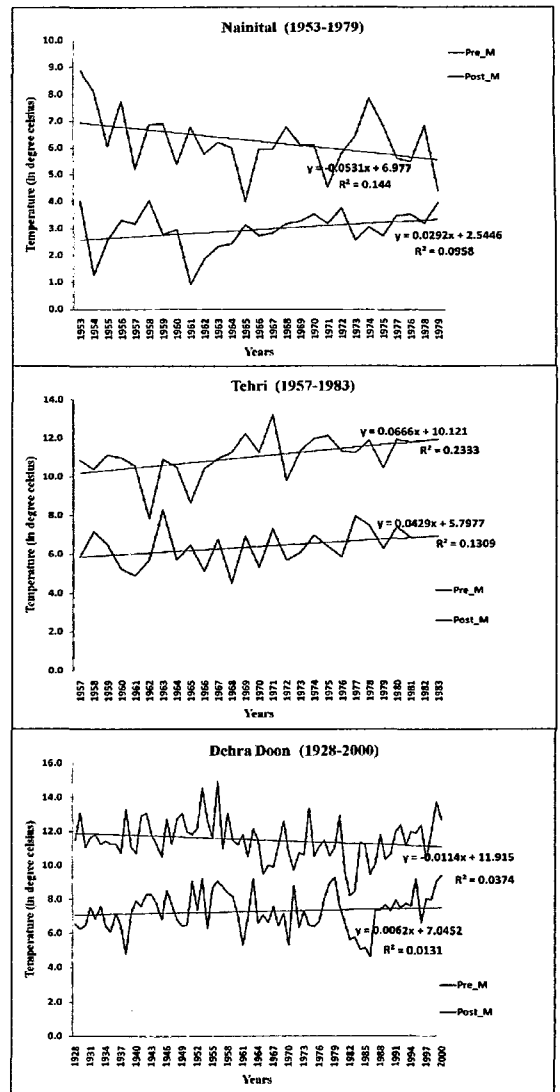 Nainital (1953-1979)
Pre_M
Post_M
Temperature (in degree celsius)
10.0
9.0
8.0
7.0
6.0
5.0
4.0
3.0
2.0
1.0
0.0
y = -0.0531x + 6.977
R² = 0.144
y = 0.0292x + 2.5446
R² = 0.0958
1953 1954 1955 1956 1957 1958 1959 1960 1961 1962 1963 1964 1965 1966 1967 1968 1969 1970 1971 1972 1973 1974 1975 1977 1976 1978 1979
Years
Tehri (1957-1983)
Temperature (in degree celsius)
14.0
12.0
10.0
8.0
6.0
4.0
2.0
0.0
y = 0.0666x + 10.121
R² = 0.2333
y = 0.0429x + 5.7977
R² = 0.1309
Pre_M
Post_M
1957 1958 1959 1960 1961 1962 1963 1964 1965 1966 1967 1968 1969 1970 1971 1972 1973 1974 1975 1976 1977 1978 1979 1980 1981 1982 1983
Years
Dehra Doon (1928-2000)
Temperature (in degree celsius)
16.0
14.0
12.0
10.0
8.0
6.0
4.0
2.0
0.0
y = -0.0114x + 11.915
R² = 0.0374
y = 0.0062x + 7.0452
R² = 0.0131
Pre_M
Post_M
1928 1931 1934 1937 1940 1943 1946 1949 1952 1955 1958 1961 1964 1967 1970 1973 1976 1979 1982 1985 1988 1991 1994 1997 2000
Years